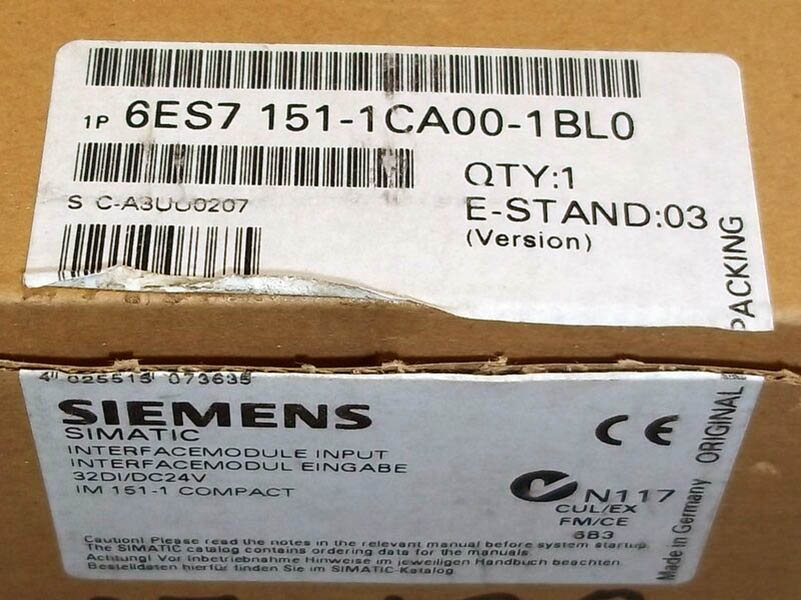 1P 6ES7 151-1CA00-1BL0
S C-A3UU0207
QTY:1
E-STAND:03
(Version)
ORIGINAL PACKING
4 025515 073635
SIEMENS
SIMATIC
INTERFACEMODULE INPUT
INTERFACEMODUL EINGABE
32DI/DC24V
IM 151-1 COMPACT
CE
N117
CUL/EX
FM/CE
6B3
Made in Germany
Caution! Please read the notes in the relevant manual before system startup.
The SIMATIC catalog contains ordering data for the manuals.
Achtung! Vor Inbetriebnahme Hinweise im jeweiligen Handbuch beachten.
Bestelldaten hierfür finden Sie im SIMATIC-Katalog.